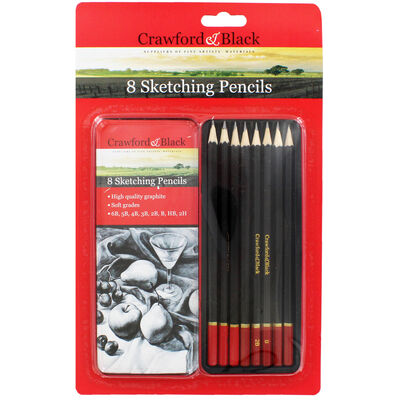 Crawford & Black
SUPPLIERS OF FINE ARTISTS' MATERIALS
8 Sketching Pencils
Crawford & Black
8 Sketching Pencils
• High quality graphite
• Soft grades
• 6B, 5B, 4B, 3B, 2B, B, HB, 2H
Crawford & Black
2B
Crawford & Black
B